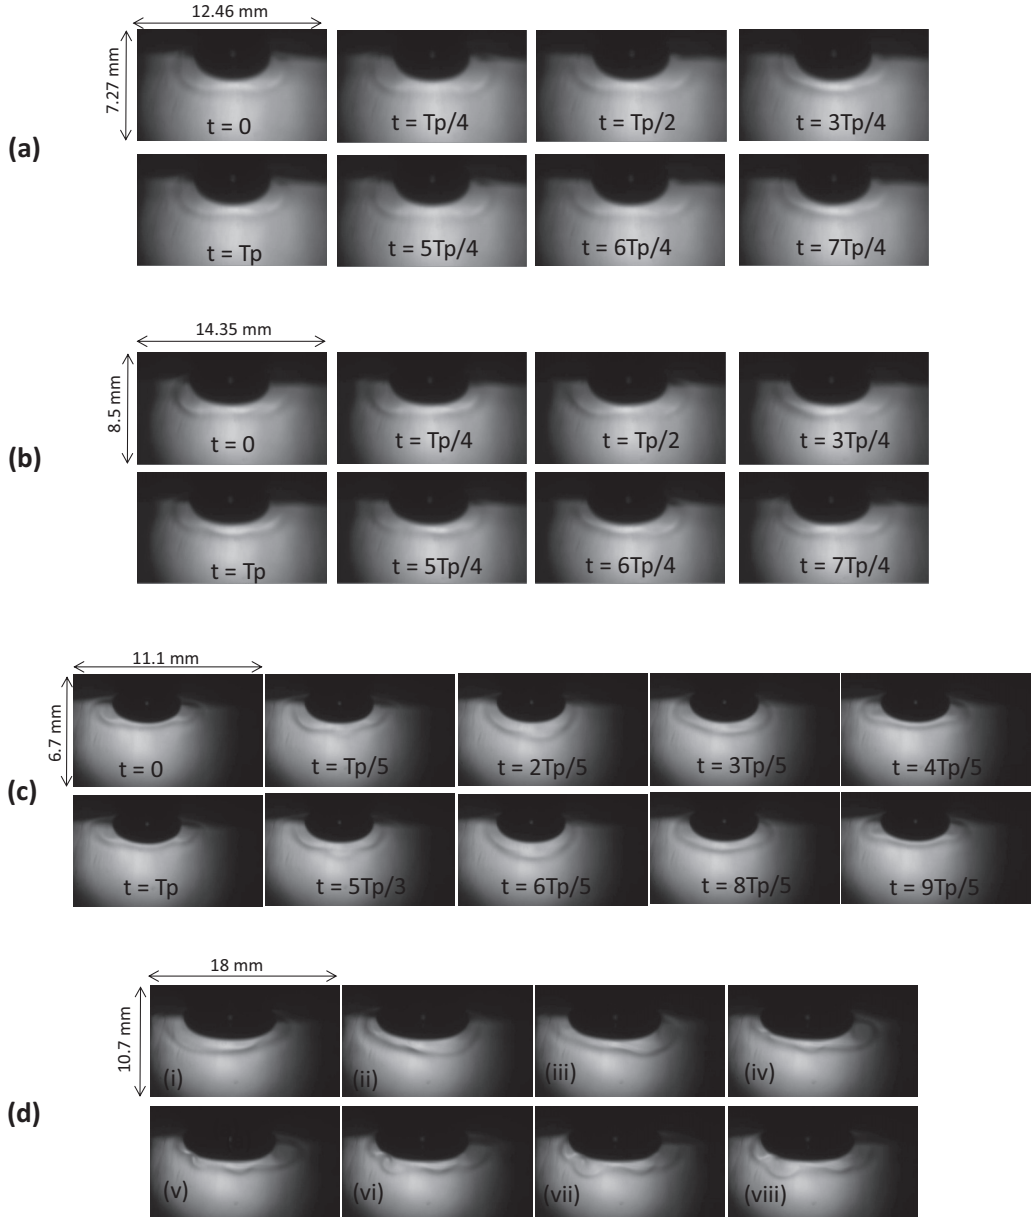 12.46 mm
7.27 mm
(a)
t = 0
t = Tp/4
t = Tp/2
t = 3Tp/4
t = Tp
t = 5Tp/4
t = 6Tp/4
t = 7Tp/4
14.35 mm
8.5 mm
(b)
t = 0
t = Tp/4
t = Tp/2
t = 3Tp/4
t = Tp
t = 5Tp/4
t = 6Tp/4
t = 7Tp/4
11.1 mm
6.7 mm
(c)
t = 0
t = Tp/5
t = 2Tp/5
t = 3Tp/5
t = 4Tp/5
t = Tp
t = 5Tp/3
t = 6Tp/5
t = 8Tp/5
t = 9Tp/5
18 mm
10.7 mm
(d)
(i)
(ii)
(iii)
(iv)
(v)
(vi)
(vii)
(viii)